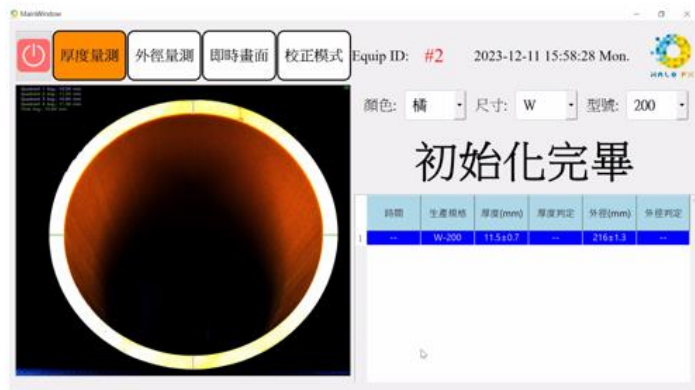 MainWindow
厚度量測 外徑量測 即時畫面 校正模式 Equip ID: #2 2023-12-11 15:58:28 Mon.
顏色: 橘 尺寸: W 型號: 200
初始化完畢
時間 生產規格 厚度(mm) 厚度判定 外徑(mm) 外徑判定
1 -- W-200 11.5±0.7 -- 216±1.3 --